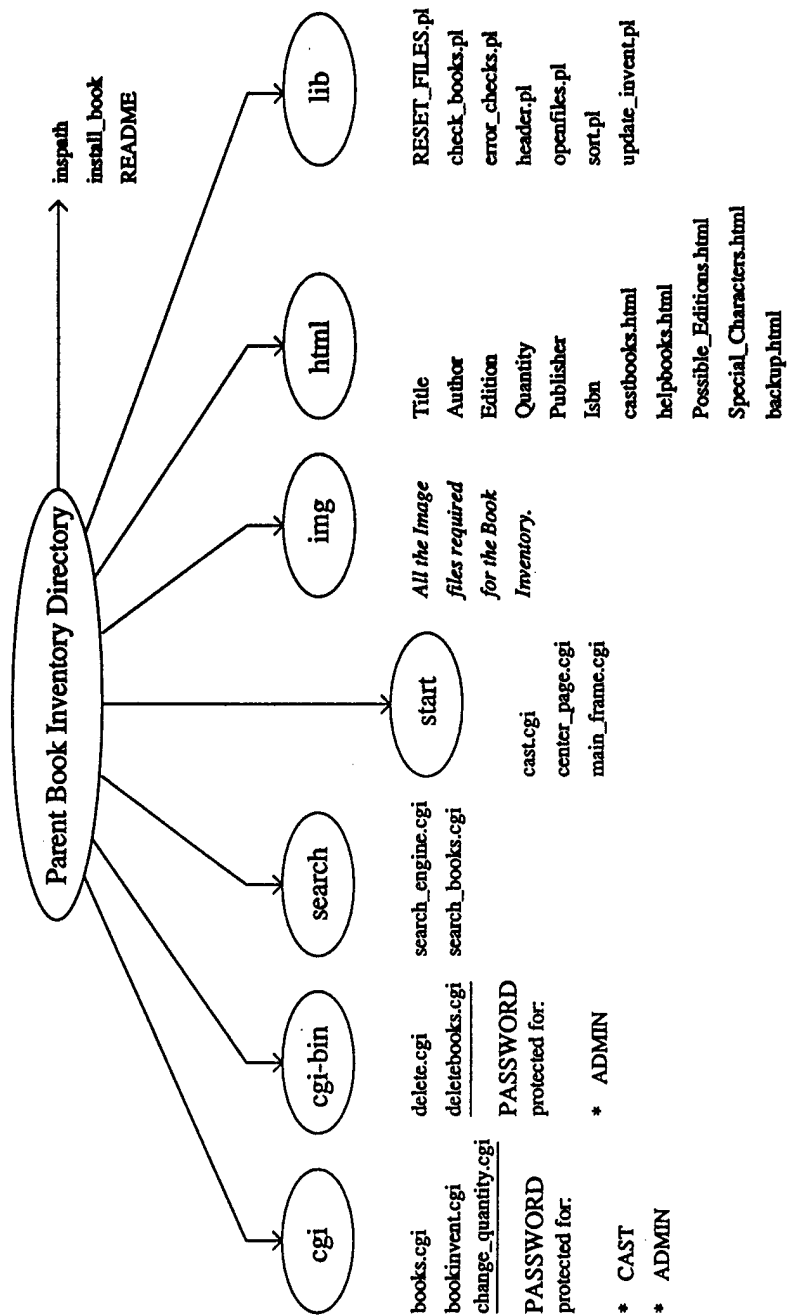 Parent Book Inventory Directory
inspath
install_book
README
cgi
books.cgi
bookinvent.cgi
change_quantity.cgi
PASSWORD
protected for:
* CAST
* ADMIN
cgi-bin
delete.cgi
deletebooks.cgi
PASSWORD
protected for:
* ADMIN
search
search_engine.cgi
search_books.cgi
start
cast.cgi
center_page.cgi
main_frame.cgi
img
All the Image
files required
for the Book
Inventory.
html
Title
Author
Edition
Quantity
Publisher
Isbn
castbooks.html
helpbooks.html
Possible_Editions.html
Special_Characters.html
backup.html
lib
RESET_FILES.pl
check_books.pl
error_checks.pl
header.pl
openfiles.pl
sort.pl
update_invent.pl